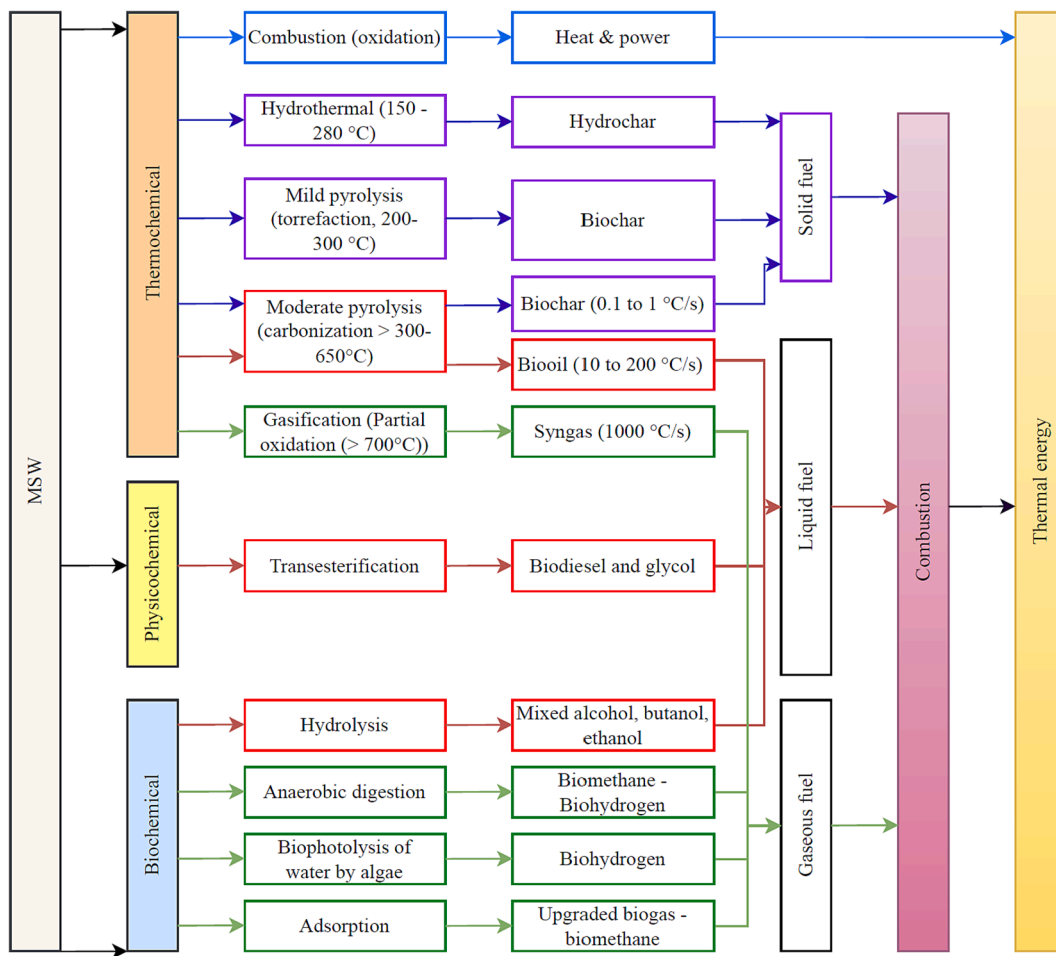 MSW
Thermochemical
Combustion (oxidation)
Heat & power
Hydrothermal (150 -
280 °C)
Hydrochar
Mild pyrolysis
(torrefaction, 200-
300 °C)
Biochar
Moderate pyrolysis
(carbonization > 300-
650°C)
Biochar (0.1 to 1 °C/s)
Biooil (10 to 200 °C/s)
Gasification (Partial
oxidation (> 700°C))
Syngas (1000 °C/s)
Physicochemical
Transesterification
Biodiesel and glycol
Biochemical
Hydrolysis
Mixed alcohol, butanol,
ethanol
Anaerobic digestion
Biomethane -
Biohydrogen
Biophotolysis of
water by algae
Biohydrogen
Adsorption
Upgraded biogas -
biomethane
Solid fuel
Liquid fuel
Gaseous fuel
Combustion
Thermal energy